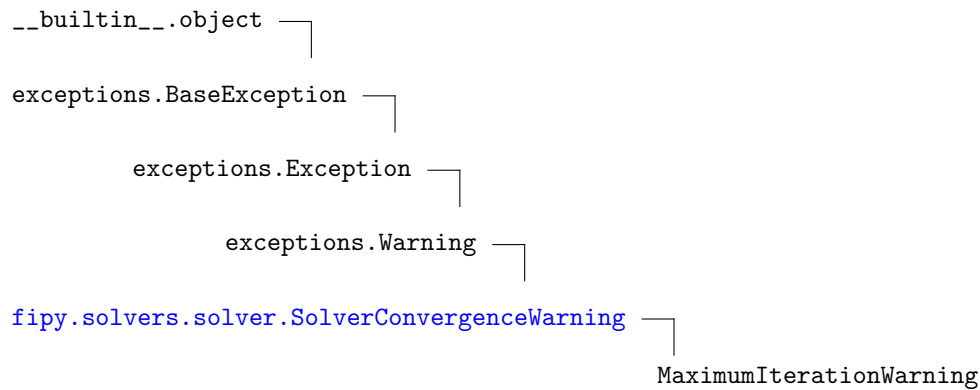 __builtin__.object
exceptions.BaseException
exceptions.Exception
exceptions.Warning
fipy.solvers.solver.SolverConvergenceWarning
MaximumIterationWarning